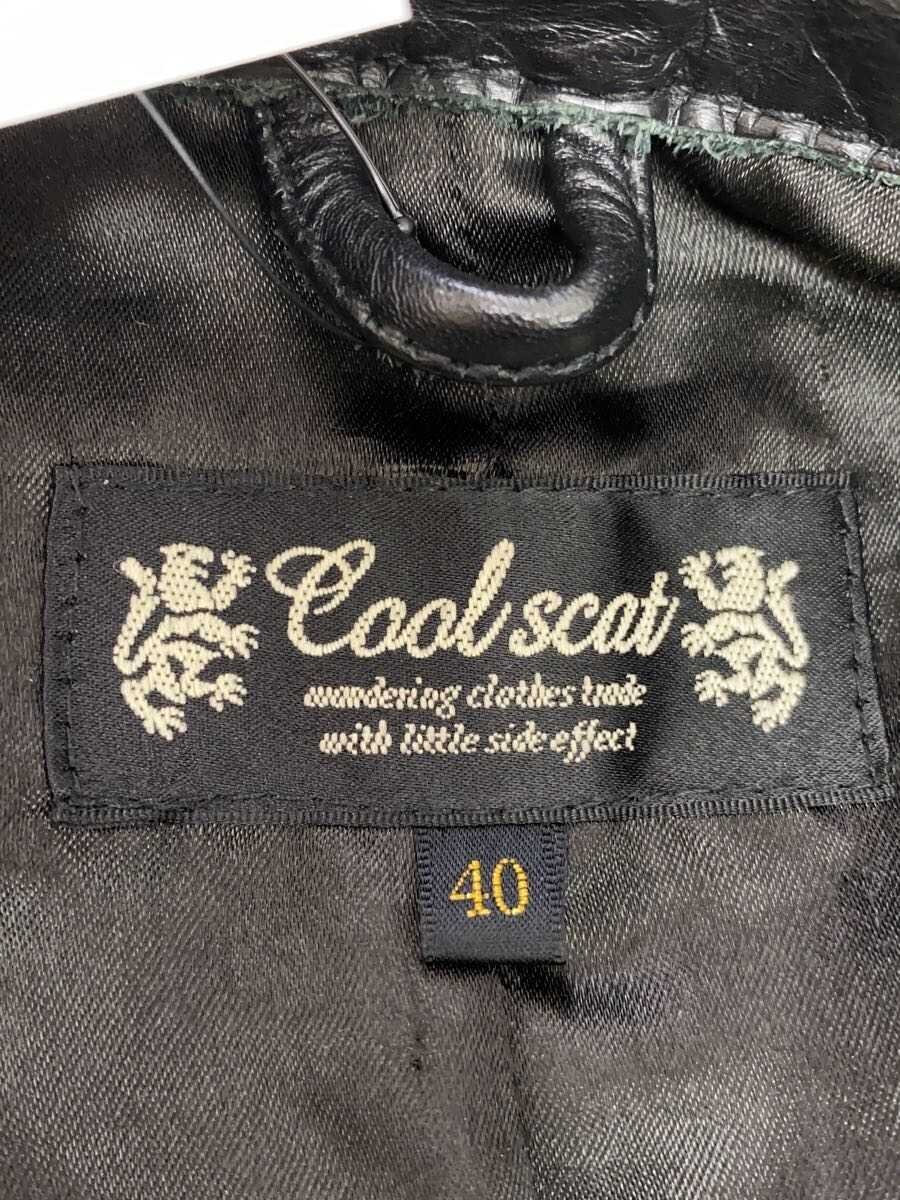 Cool scat
wandering clothes trade
with little side effect
40